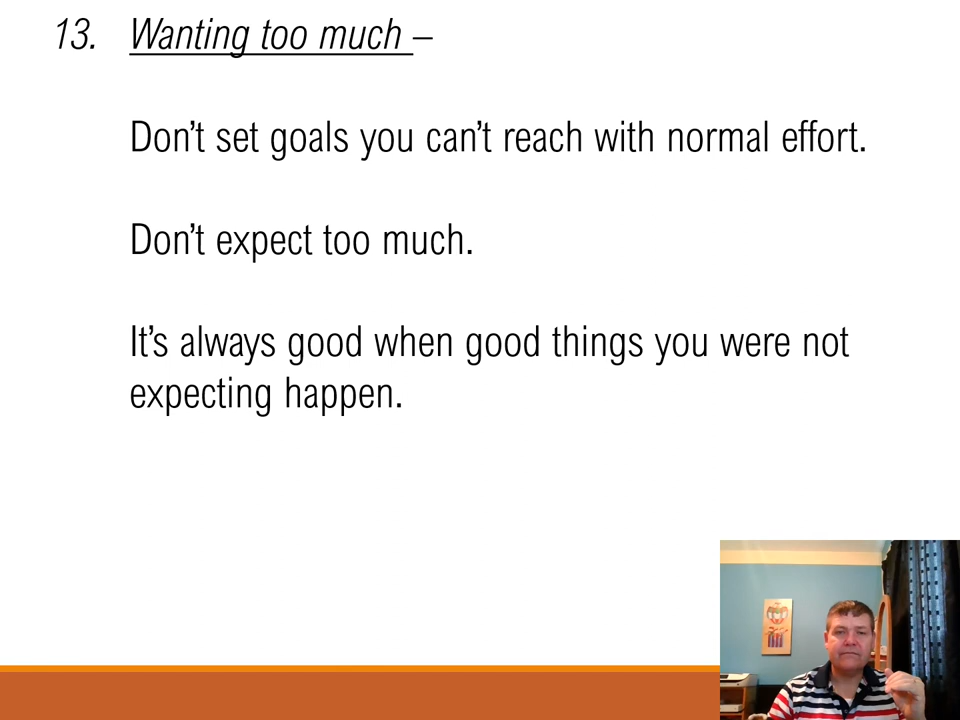 13. Wanting too much –
Don’t set goals you can’t reach with normal effort.
Don’t expect too much.
It’s always good when good things you were not
expecting happen.